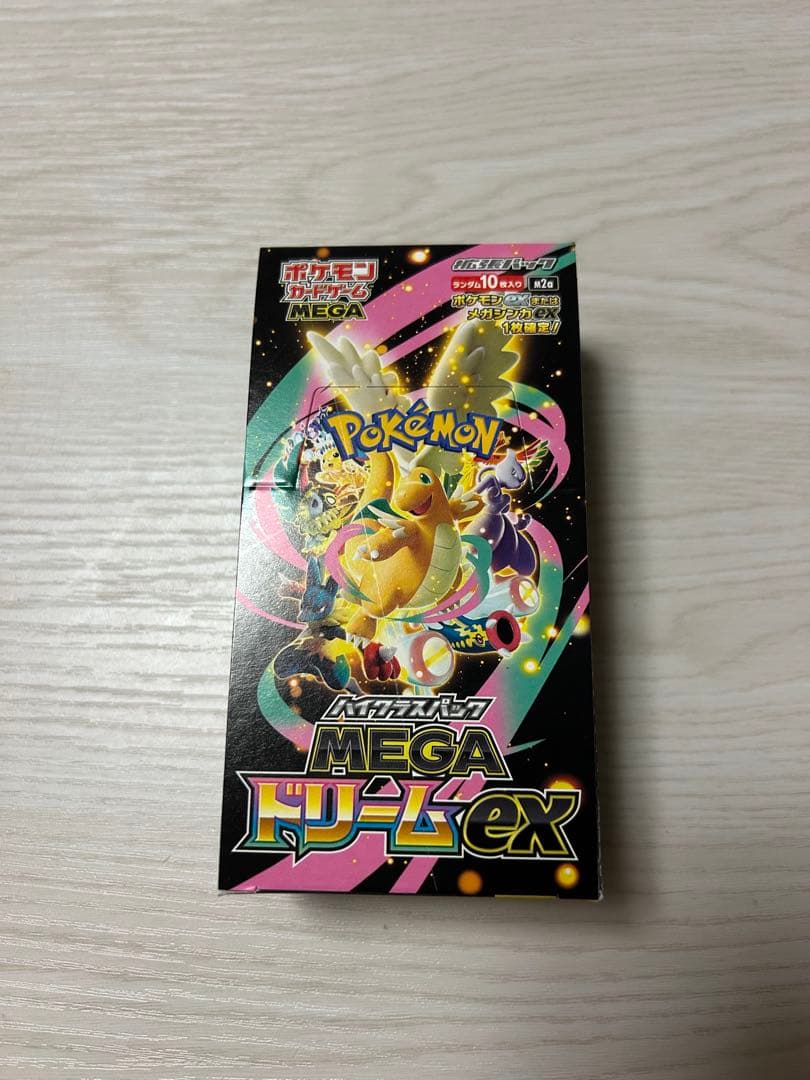 ポケモン
カードゲーム
MEGA
拡張パック
ランダム10枚入り
M2a
ポケモンexまたは
メガシンカex
1枚確定!
POKéMON
ハイクラスパック
MEGA
ドリームex